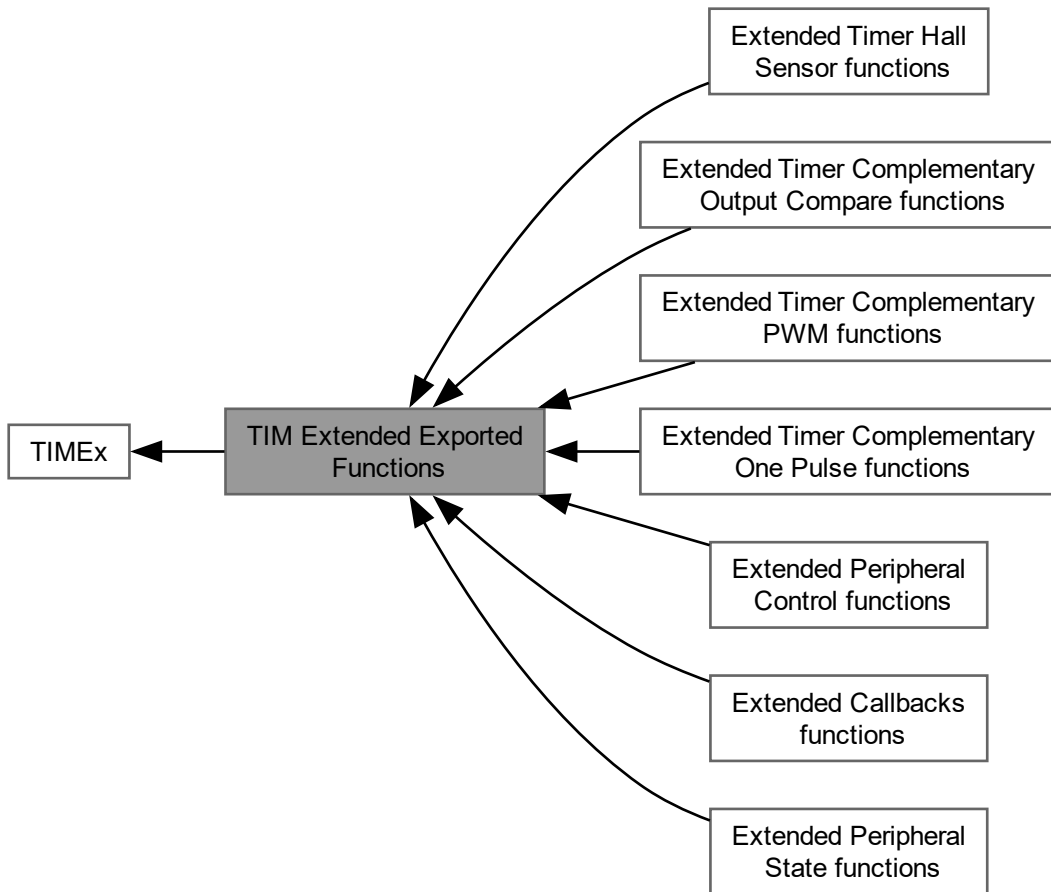 TIMEx
TIM Extended Exported
Functions
Extended Timer Hall
Sensor functions
Extended Timer Complementary
Output Compare functions
Extended Timer Complementary
PWM functions
Extended Timer Complementary
One Pulse functions
Extended Peripheral
Control functions
Extended Callbacks
functions
Extended Peripheral
State functions